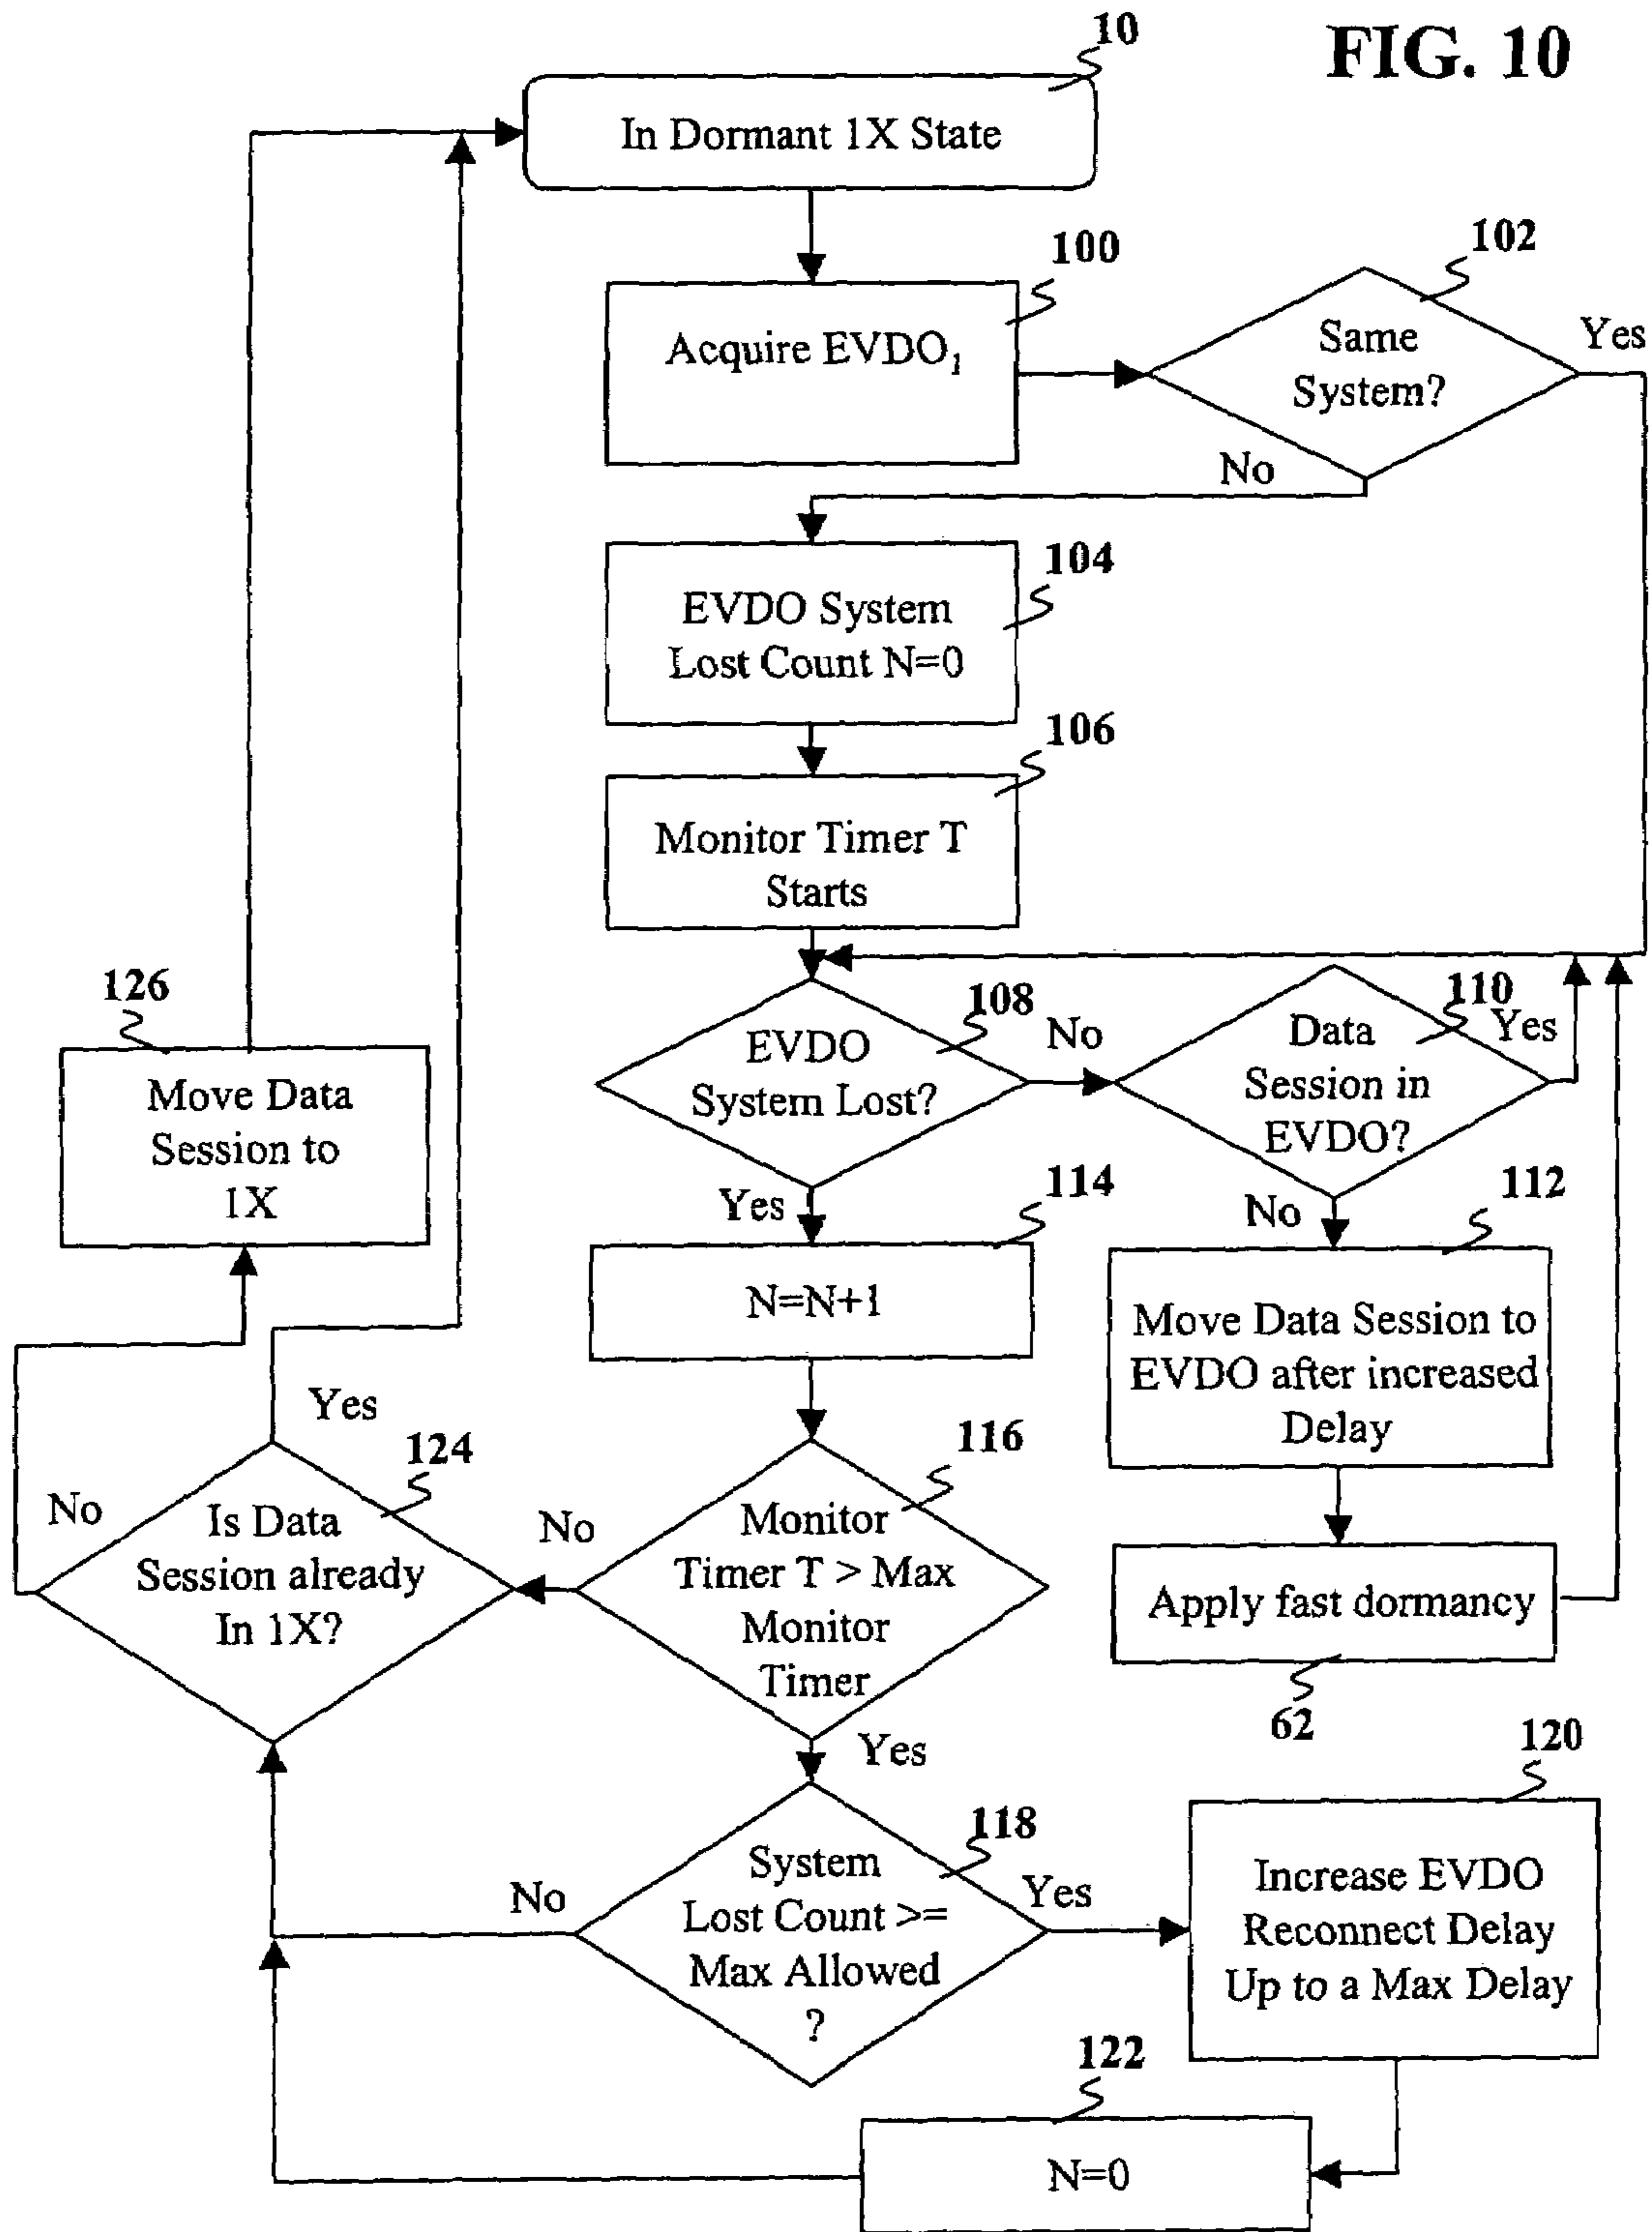 FIG. 10
10
In Dormant 1X State
100
Acquire EVDO1
102
Same
System?
Yes
No
104
EVDO System
Lost Count N=0
106
Monitor Timer T
Starts
126
Move Data
Session to
1X
108
EVDO
System Lost?
No
110
Data
Session in
EVDO?
Yes
Yes
114
N=N+1
No
112
Move Data Session to
EVDO after increased
Delay
Apply fast dormancy
62
Yes
124
Is Data
Session already
In 1X?
No
No
116
Monitor
Timer T > Max
Monitor
Timer
Yes
118
System
Lost Count >=
Max Allowed
?
No
Yes
120
Increase EVDO
Reconnect Delay
Up to a Max Delay
122
N=0